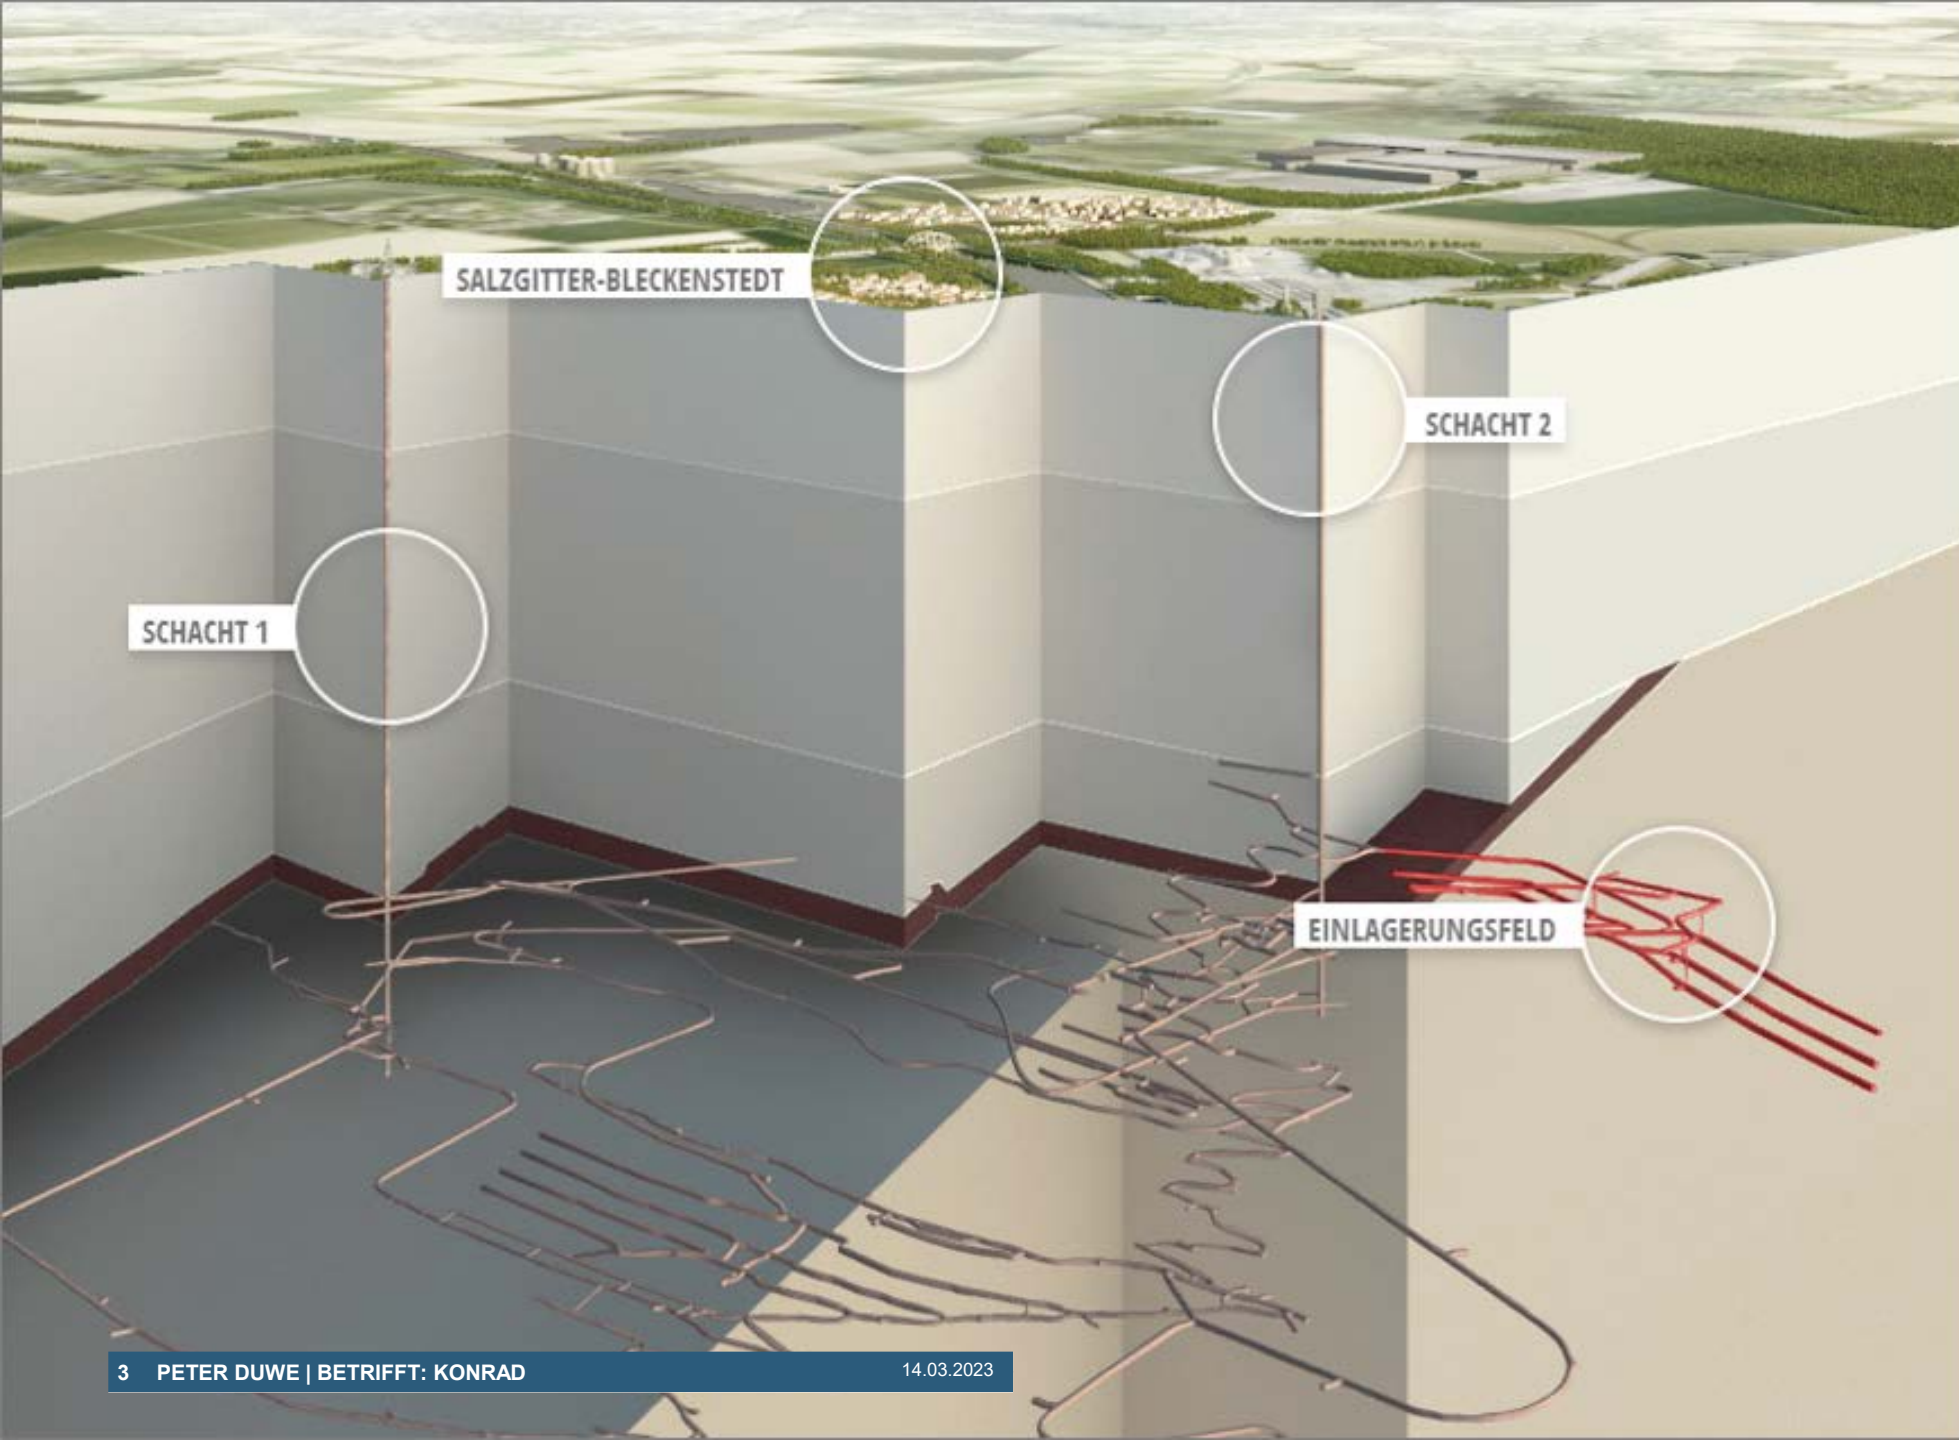 SALZGITTER-BLECKENSTEDT
SCHACHT 2
SCHACHT 1
EINLAGERUNGSFELD
3 PETER DUWE | BETRIFFT: KONRAD 14.03.2023